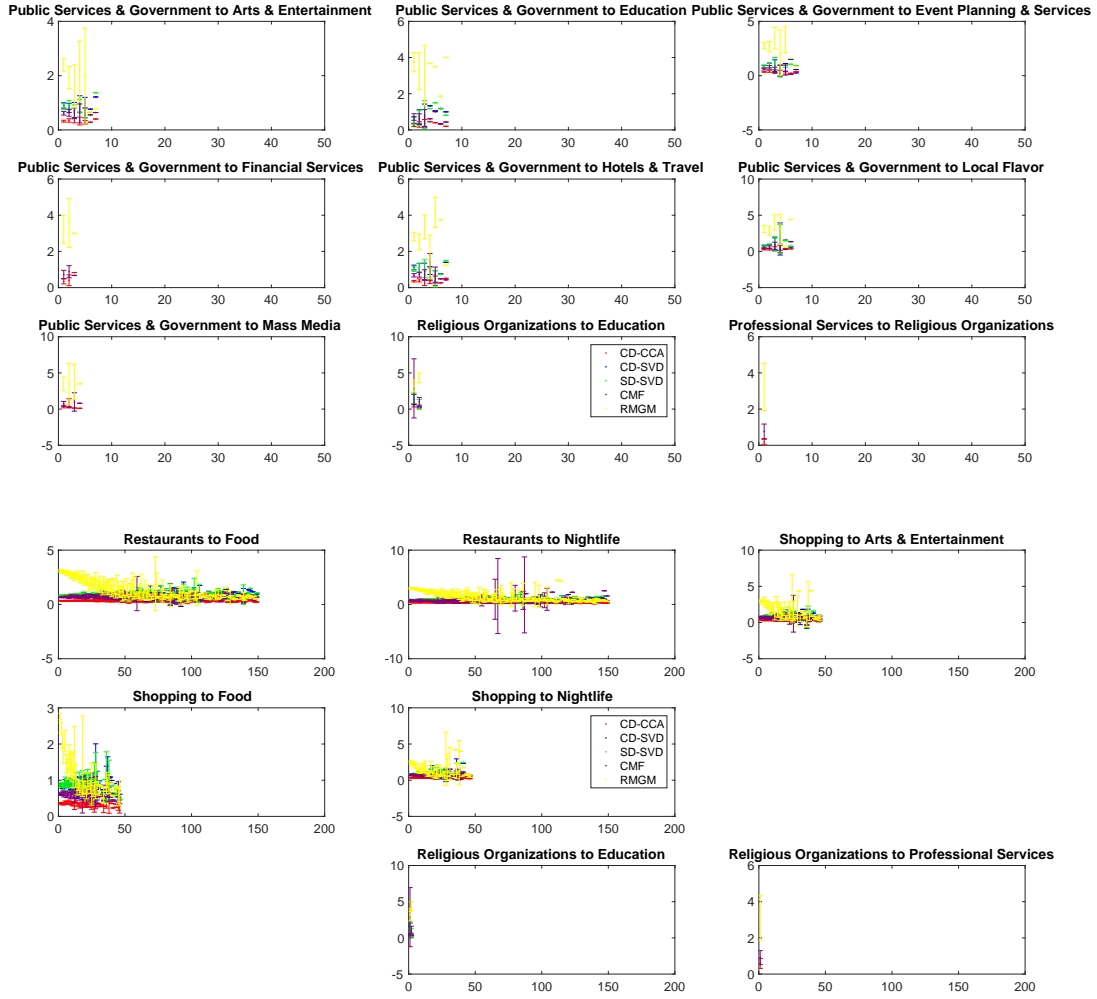 Public Services & Government to Arts & Entertainment
4
2
0
0 10 20 30 40 50
Public Services & Government to Education
6
4
2
0
0 10 20 30 40 50
Public Services & Government to Event Planning & Services
5
0
-5
0 10 20 30 40 50
Public Services & Government to Financial Services
6
4
2
0
0 10 20 30 40 50
Public Services & Government to Hotels & Travel
6
4
2
0
0 10 20 30 40 50
Public Services & Government to Local Flavor
10
5
0
-5
0 10 20 30 40 50
Public Services & Government to Mass Media
10
5
0
-5
0 10 20 30 40 50
Religious Organizations to Education
10
5
0
-5
CD-CCA
CD-SVD
SD-SVD
CMF
RMGM
0 10 20 30 40 50
Professional Services to Religious Organizations
6
4
2
0
0 10 20 30 40 50
Restaurants to Food
5
0
-5
0 50 100 150 200
Restaurants to Nightlife
10
0
-10
0 50 100 150 200
Shopping to Arts & Entertainment
10
5
0
-5
0 50 100 150 200
Shopping to Food
3
2
1
0
0 50 100 150 200
Shopping to Nightlife
10
5
0
-5
CD-CCA
CD-SVD
SD-SVD
CMF
RMGM
0 50 100 150 200
Religious Organizations to Education
10
5
0
-5
0 50 100 150 200
Religious Organizations to Professional Services
6
4
2
0
0 50 100 150 200